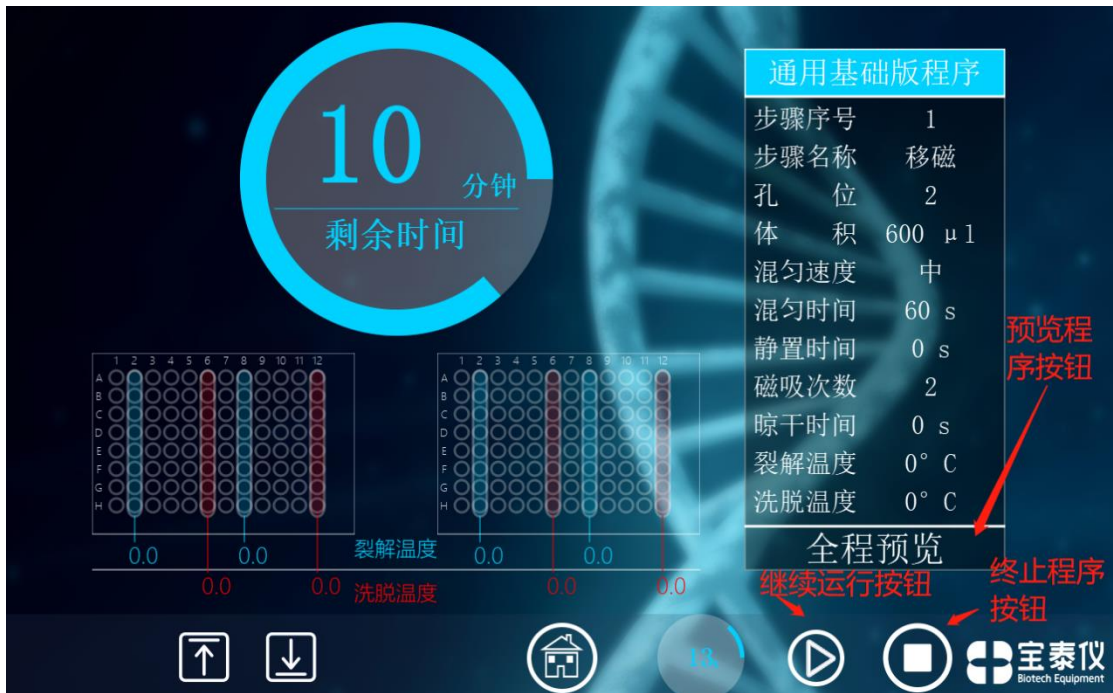 10
分钟
剩余时间
1 2 3 4 5 6 7 8 9 10 11 12
A
B
C
D
E
F
G
H
0.0 0.0
0.0 0.0
裂解温度
洗脱温度
1 2 3 4 5 6 7 8 9 10 11 12
A
B
C
D
E
F
G
H
0.0 0.0
0.0 0.0
通用基础版程序
步骤序号 1
步骤名称 移磁
孔 位 2
体 积 600 μl
混匀速度 中
混匀时间 60 s
静置时间 0 s
磁吸次数 2
晾干时间 0 s
裂解温度 0° C
洗脱温度 0° C
全程预览
预览程
序按钮
继续运行按钮
终止程序
按钮
宝泰仪
Biotech Equipment